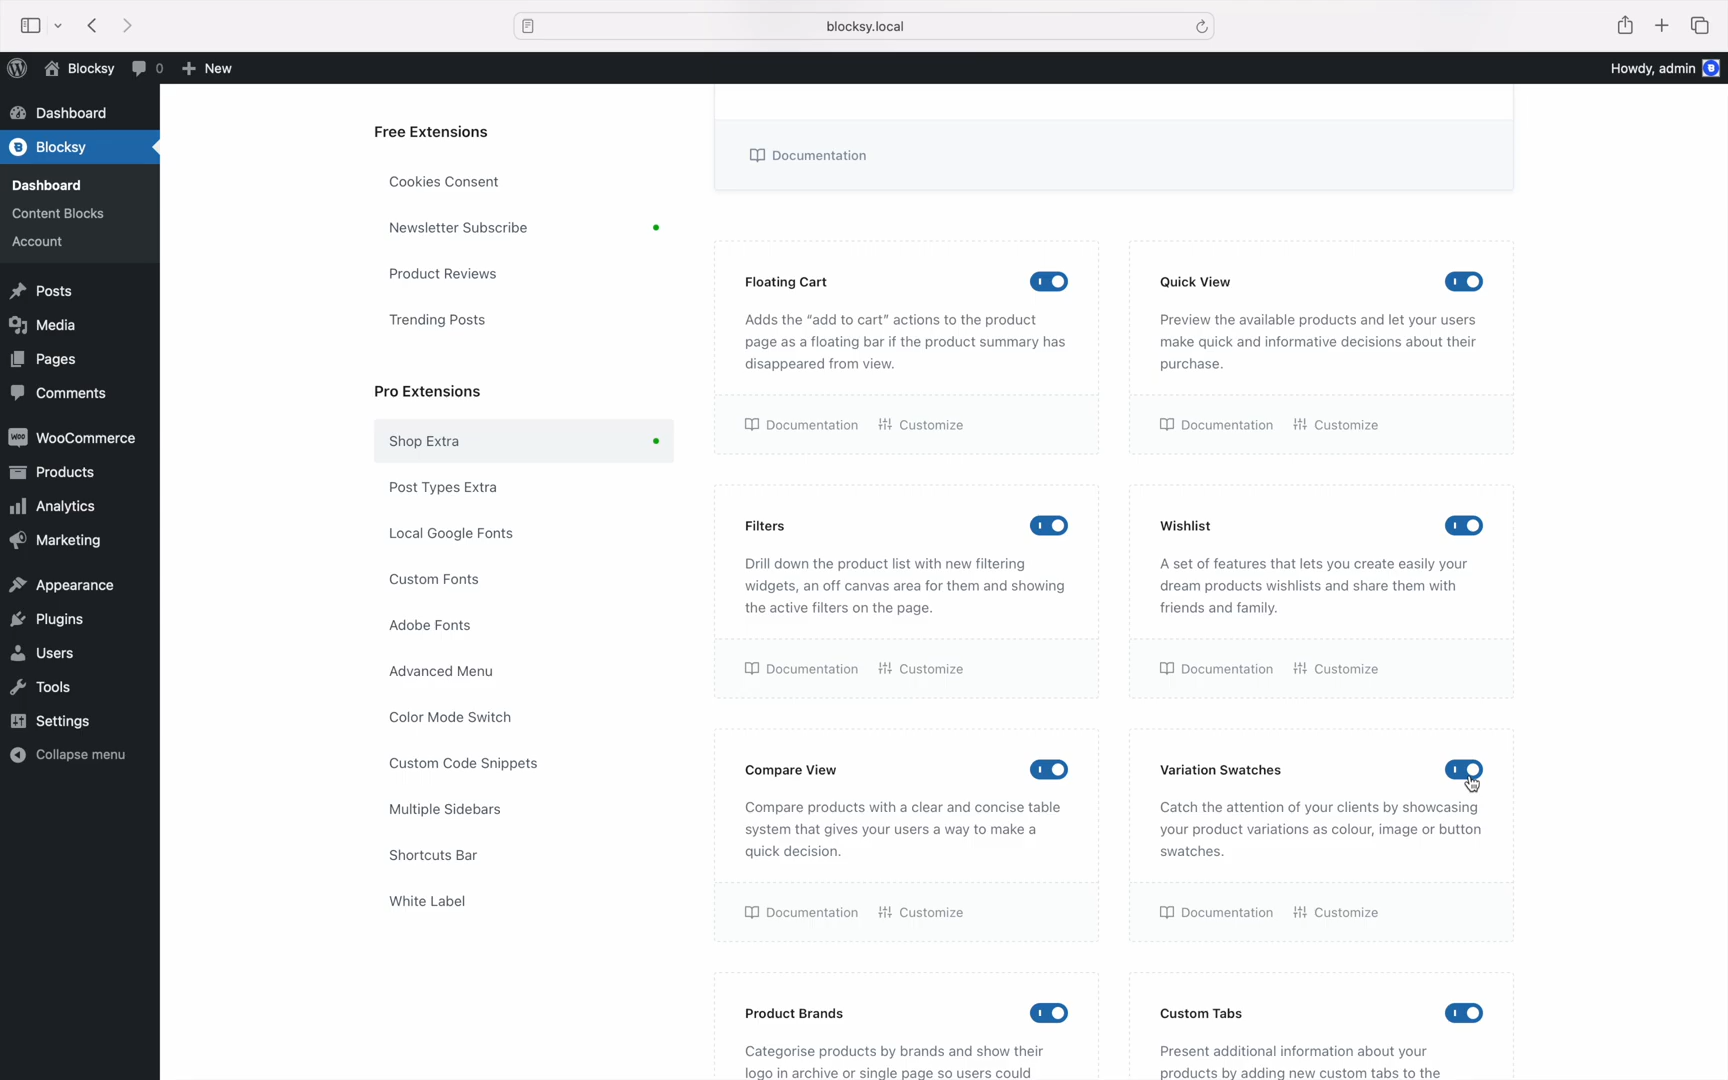 blocksy.local
Blocksy
0
New
Howdy, admin
Dashboard
Blocksy
Dashboard
Content Blocks
Account
Posts
Media
Pages
Comments
WooCommerce
Products
Analytics
Marketing
Appearance
Plugins
Users
Tools
Settings
Collapse menu
Free Extensions
Cookies Consent
Newsletter Subscribe
Product Reviews
Trending Posts
Pro Extensions
Shop Extra
Post Types Extra
Local Google Fonts
Custom Fonts
Adobe Fonts
Advanced Menu
Color Mode Switch
Custom Code Snippets
Multiple Sidebars
Shortcuts Bar
White Label
Documentation
Floating Cart
Adds the “add to cart” actions to the product
page as a floating bar if the product summary has
disappeared from view.
Documentation Customize
Quick View
Preview the available products and let your users
make quick and informative decisions about their
purchase.
Documentation Customize
Filters
Drill down the product list with new filtering
widgets, an off canvas area for them and showing
the active filters on the page.
Documentation Customize
Wishlist
A set of features that lets you create easily your
dream products wishlists and share them with
friends and family.
Documentation Customize
Compare View
Compare products with a clear and concise table
system that gives your users a way to make a
quick decision.
Documentation Customize
Variation Swatches
Catch the attention of your clients by showcasing
your product variations as colour, image or button
swatches.
Documentation Customize
Product Brands
Categorise products by brands and show their
logo in archive or single page so users could
Custom Tabs
Present additional information about your
products by adding new custom tabs to the